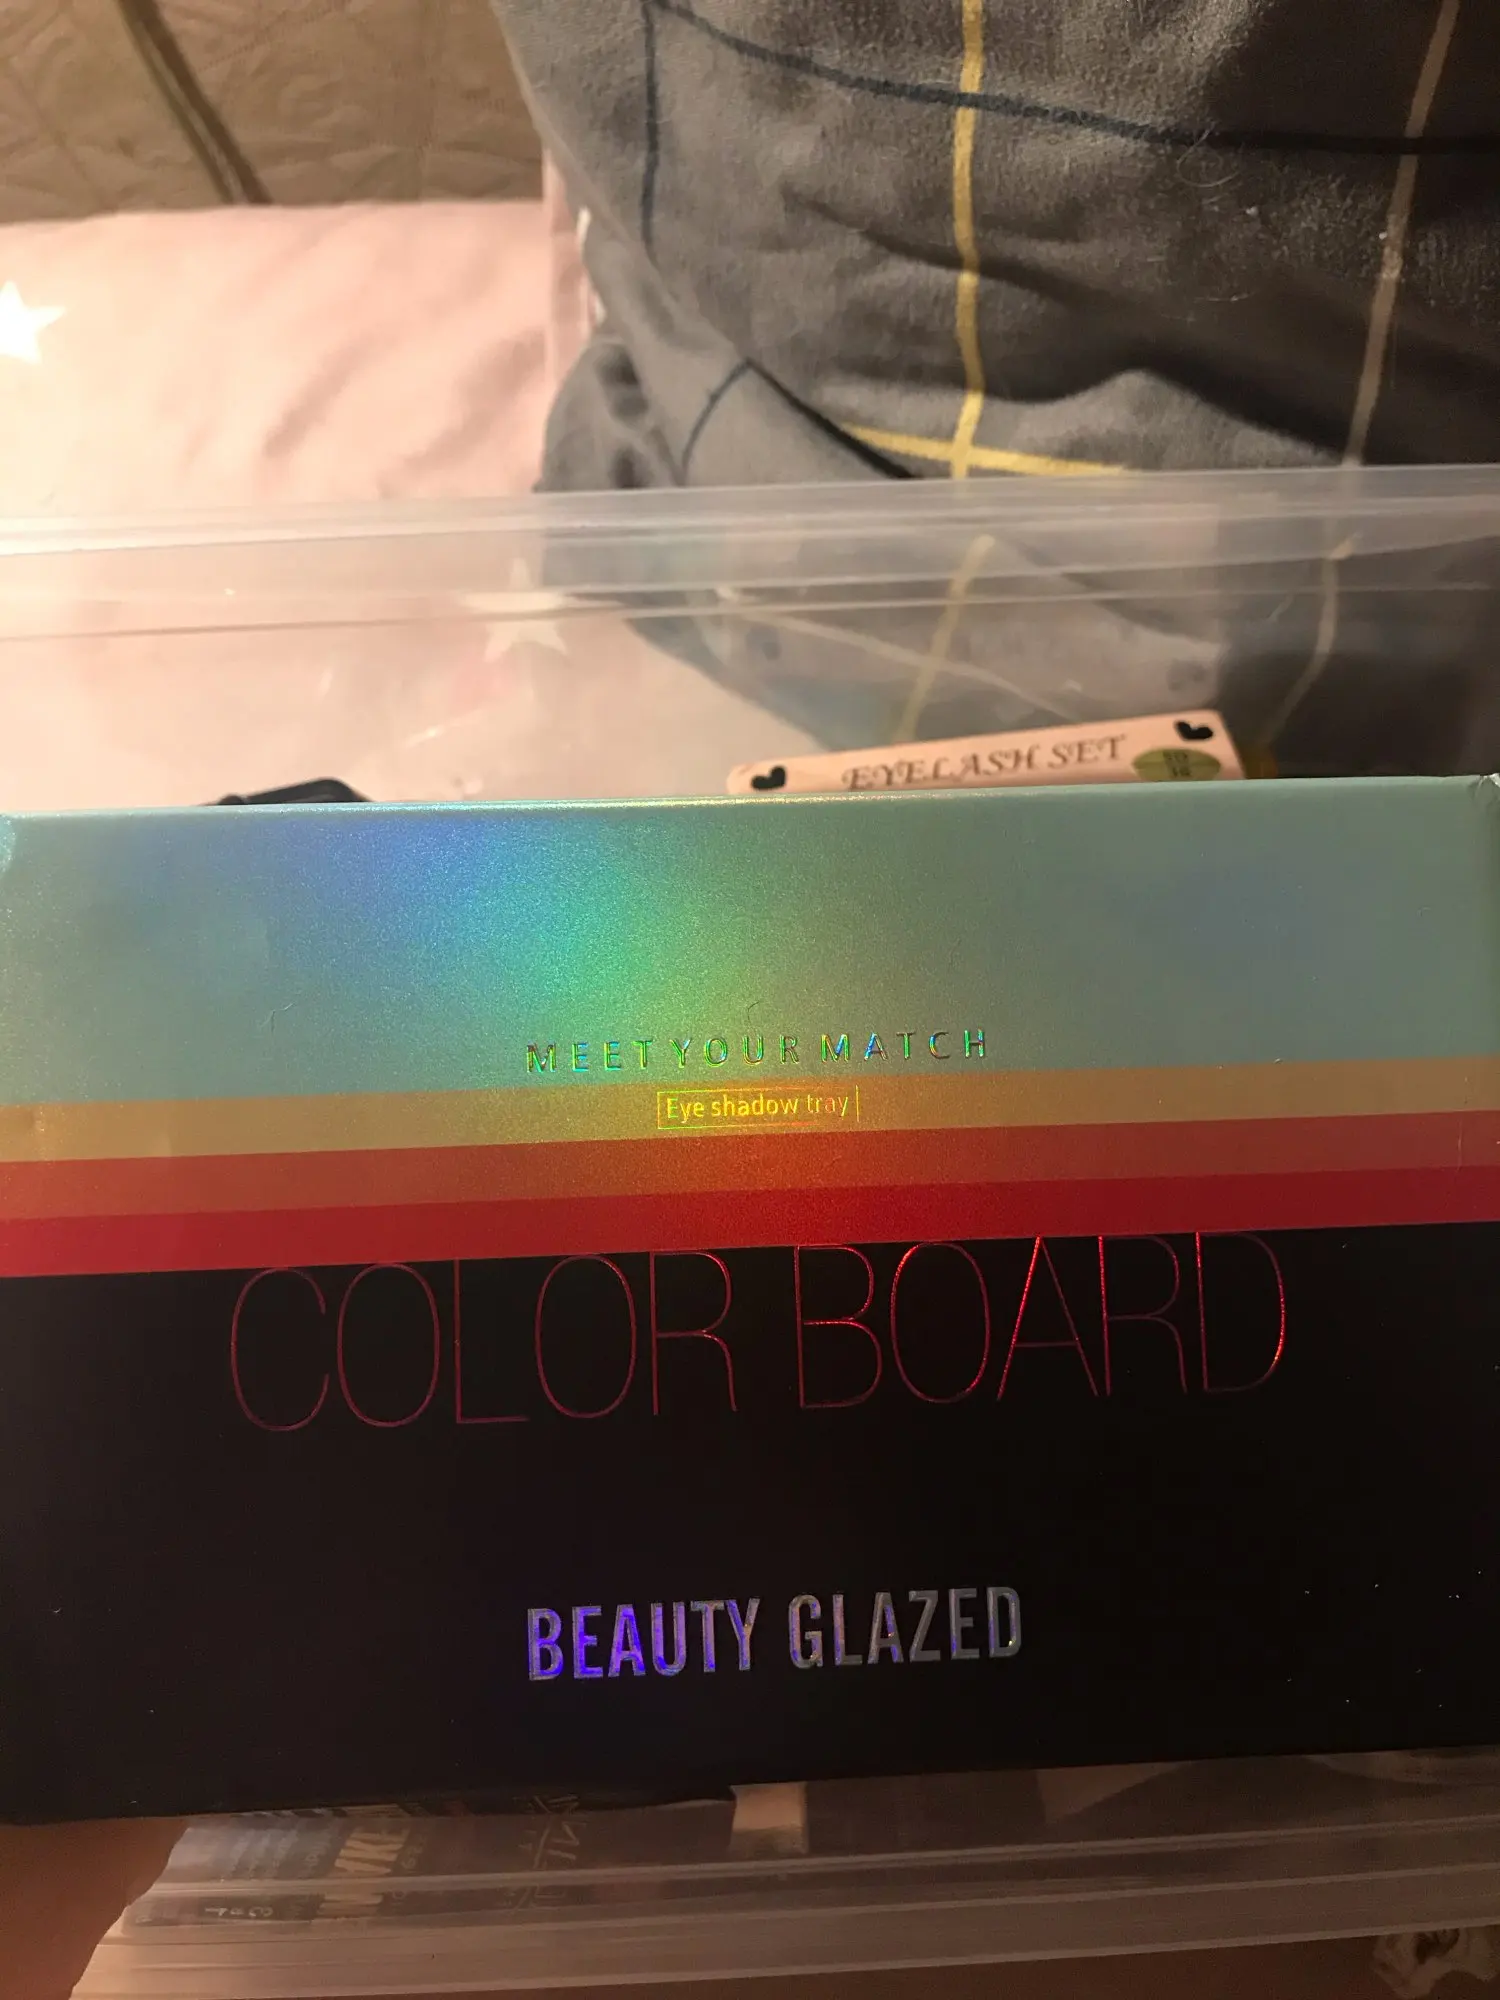 EYELASH SET
MEET YOUR MATCH
Eye shadow tray
COLOR BOARD
BEAUTY GLAZED